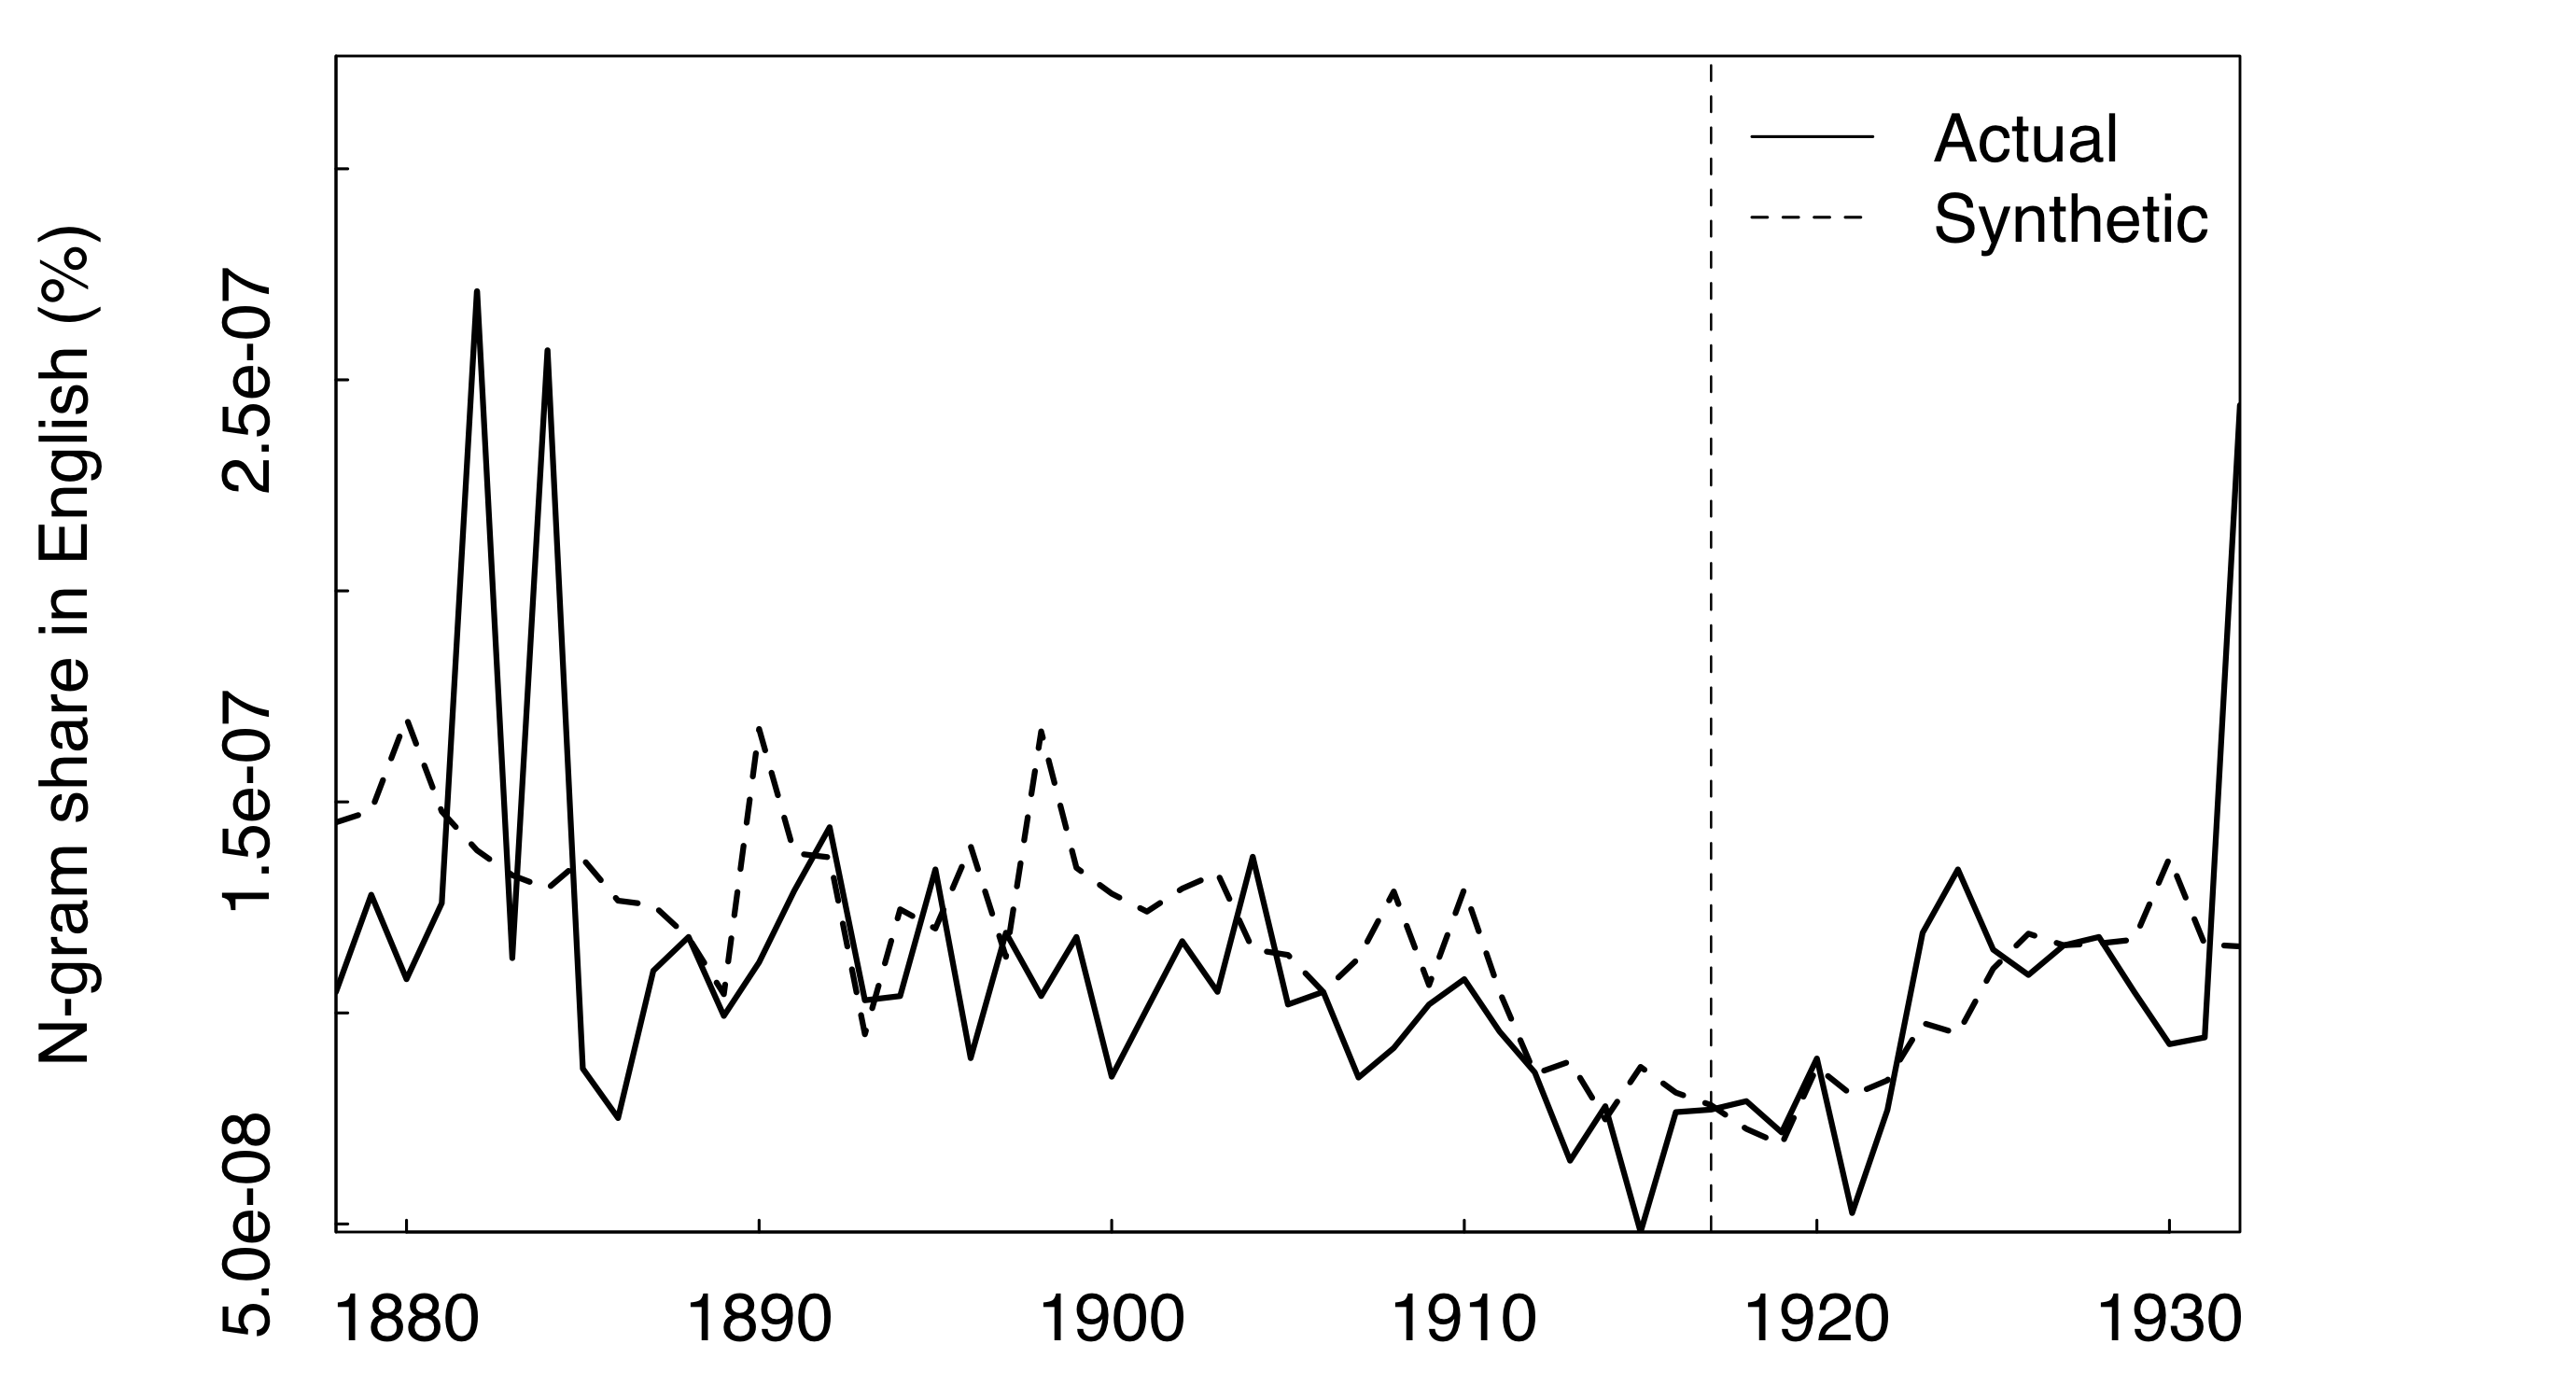 N-gram share in English (%)
2.5e-07
1.5e-07
5.0e-08
Actual
Synthetic
1880 1890 1900 1910 1920 1930